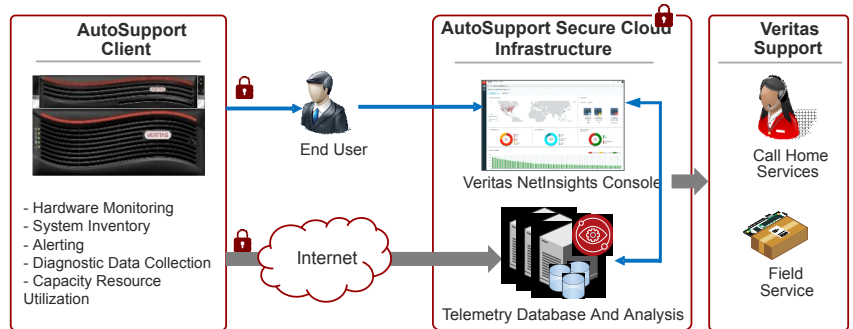 AutoSupport
Client
VERITAS
- Hardware Monitoring
- System Inventory
- Alerting
- Diagnostic Data Collection
- Capacity Resource
Utilization
End User
Internet
AutoSupport Secure Cloud
Infrastructure
Veritas NetInsights Console
Telemetry Database And Analysis
Veritas
Support
Call Home
Services
Field
Service